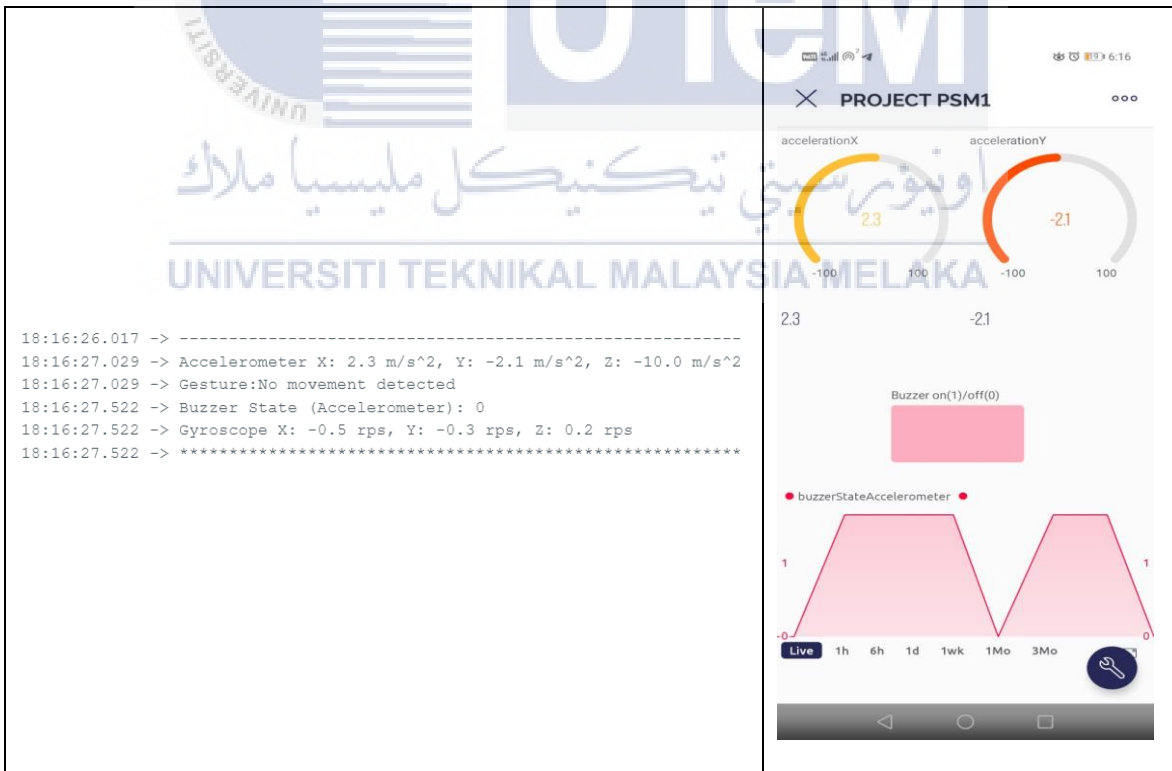 UTeM
UNIVERSITI
اونيۏرسيتي تيكنيكل مليسيا ملاك
UNIVERSITI TEKNIKAL MALAYSIA MELAKA
18:16:26.017 -> ---------------------------------------------------------
18:16:27.029 -> Accelerometer X: 2.3 m/s^2, Y: -2.1 m/s^2, Z: -10.0 m/s^2
18:16:27.029 -> Gesture:No movement detected
18:16:27.522 -> Buzzer State (Accelerometer): 0
18:16:27.522 -> Gyroscope X: -0.5 rps, Y: -0.3 rps, Z: 0.2 rps
18:16:27.522 -> *********************************************************
6:16
PROJECT PSM1
accelerationX accelerationY
2.3 -2.1
-100 100 -100 100
2.3 -2.1
Buzzer on(1)/off(0)
buzzerStateAccelerometer
1 1
-0 0
Live 1h 6h 1d 1wk 1Mo 3Mo